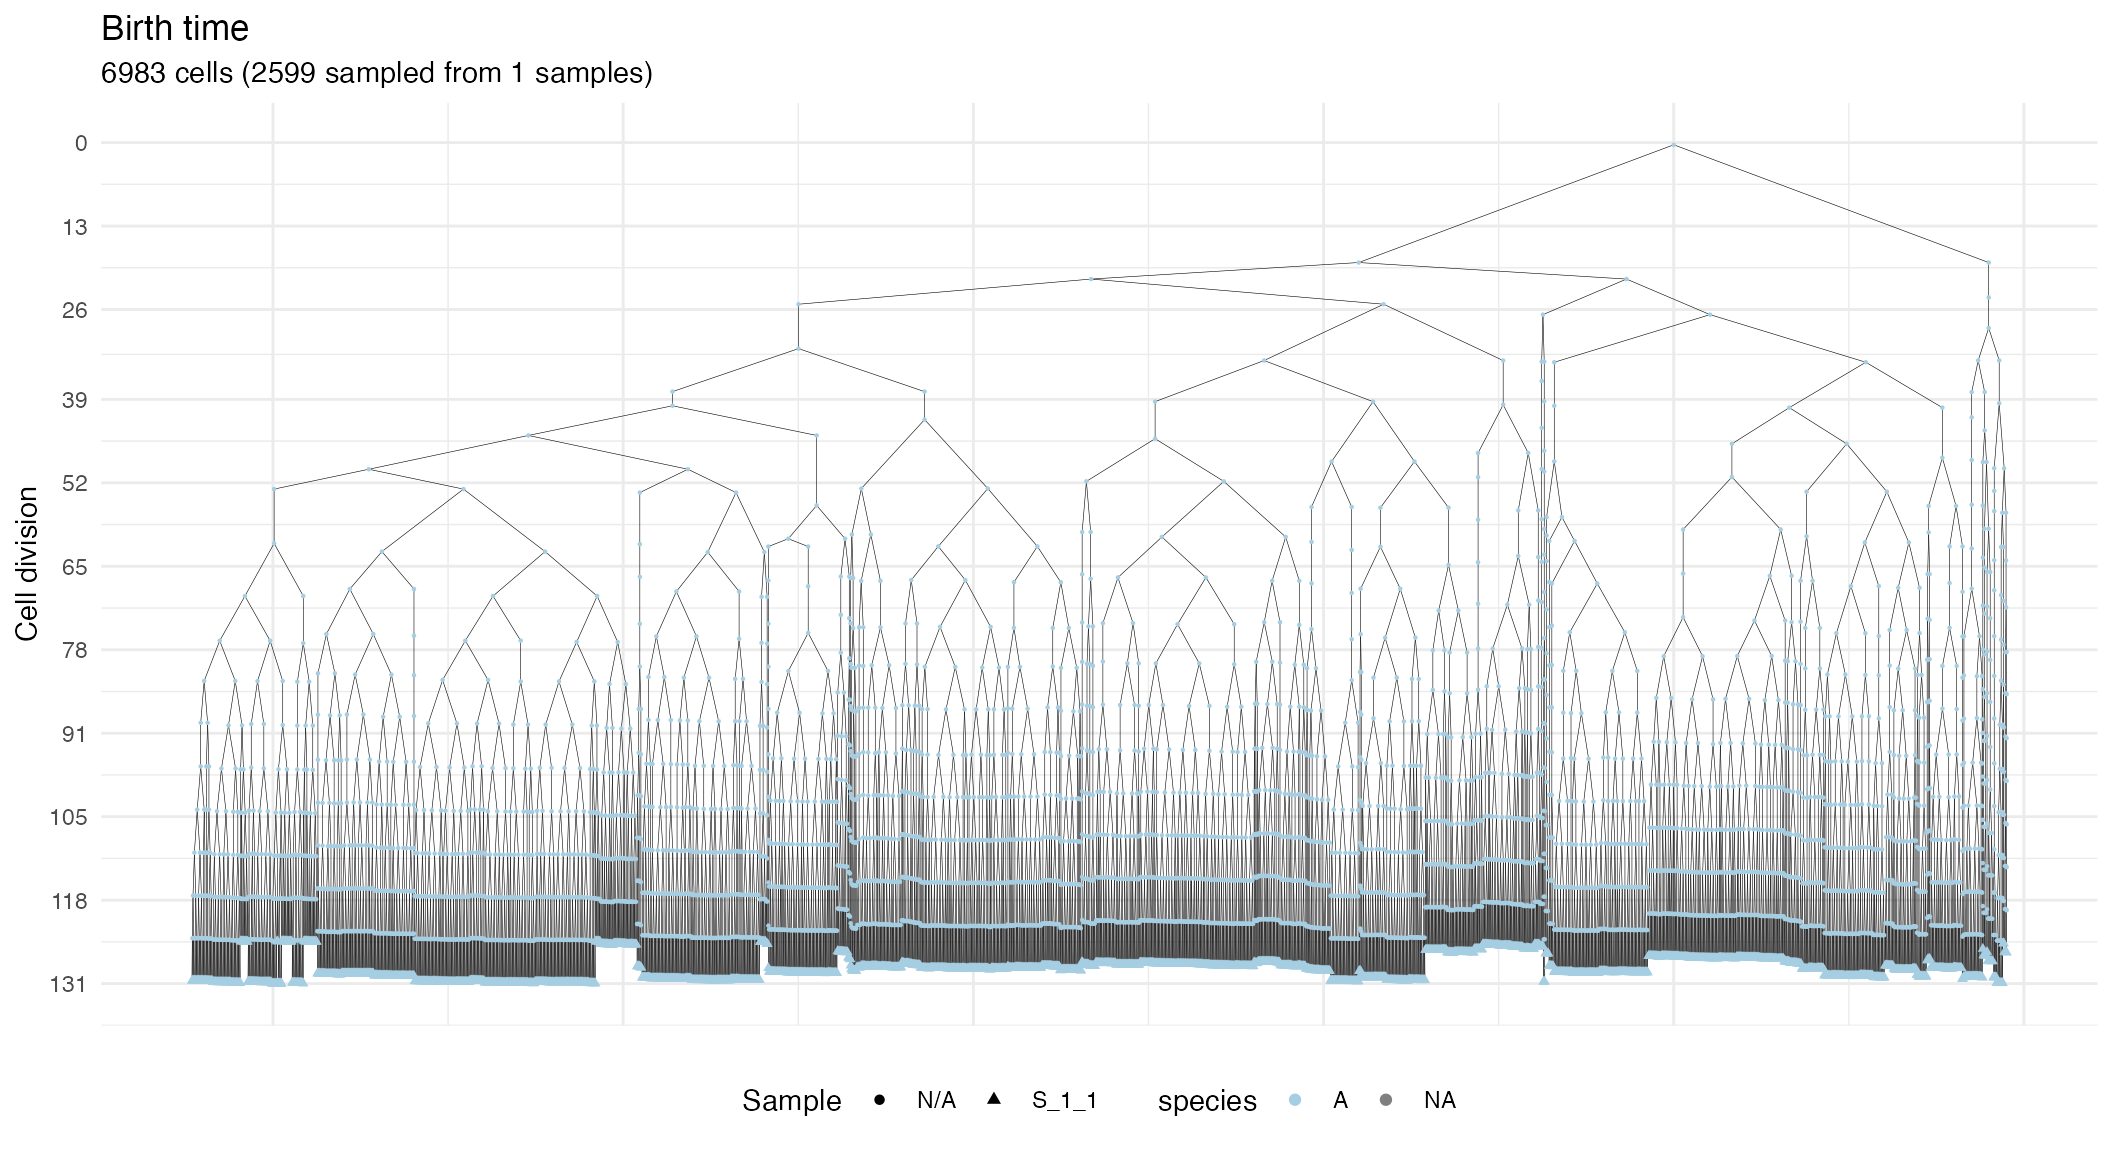 Birth time
6983 cells (2599 sampled from 1 samples)
0
13
26
39
52
65
78
91
105
118
131
Cell division
Sample N/A S_1_1 species A NA